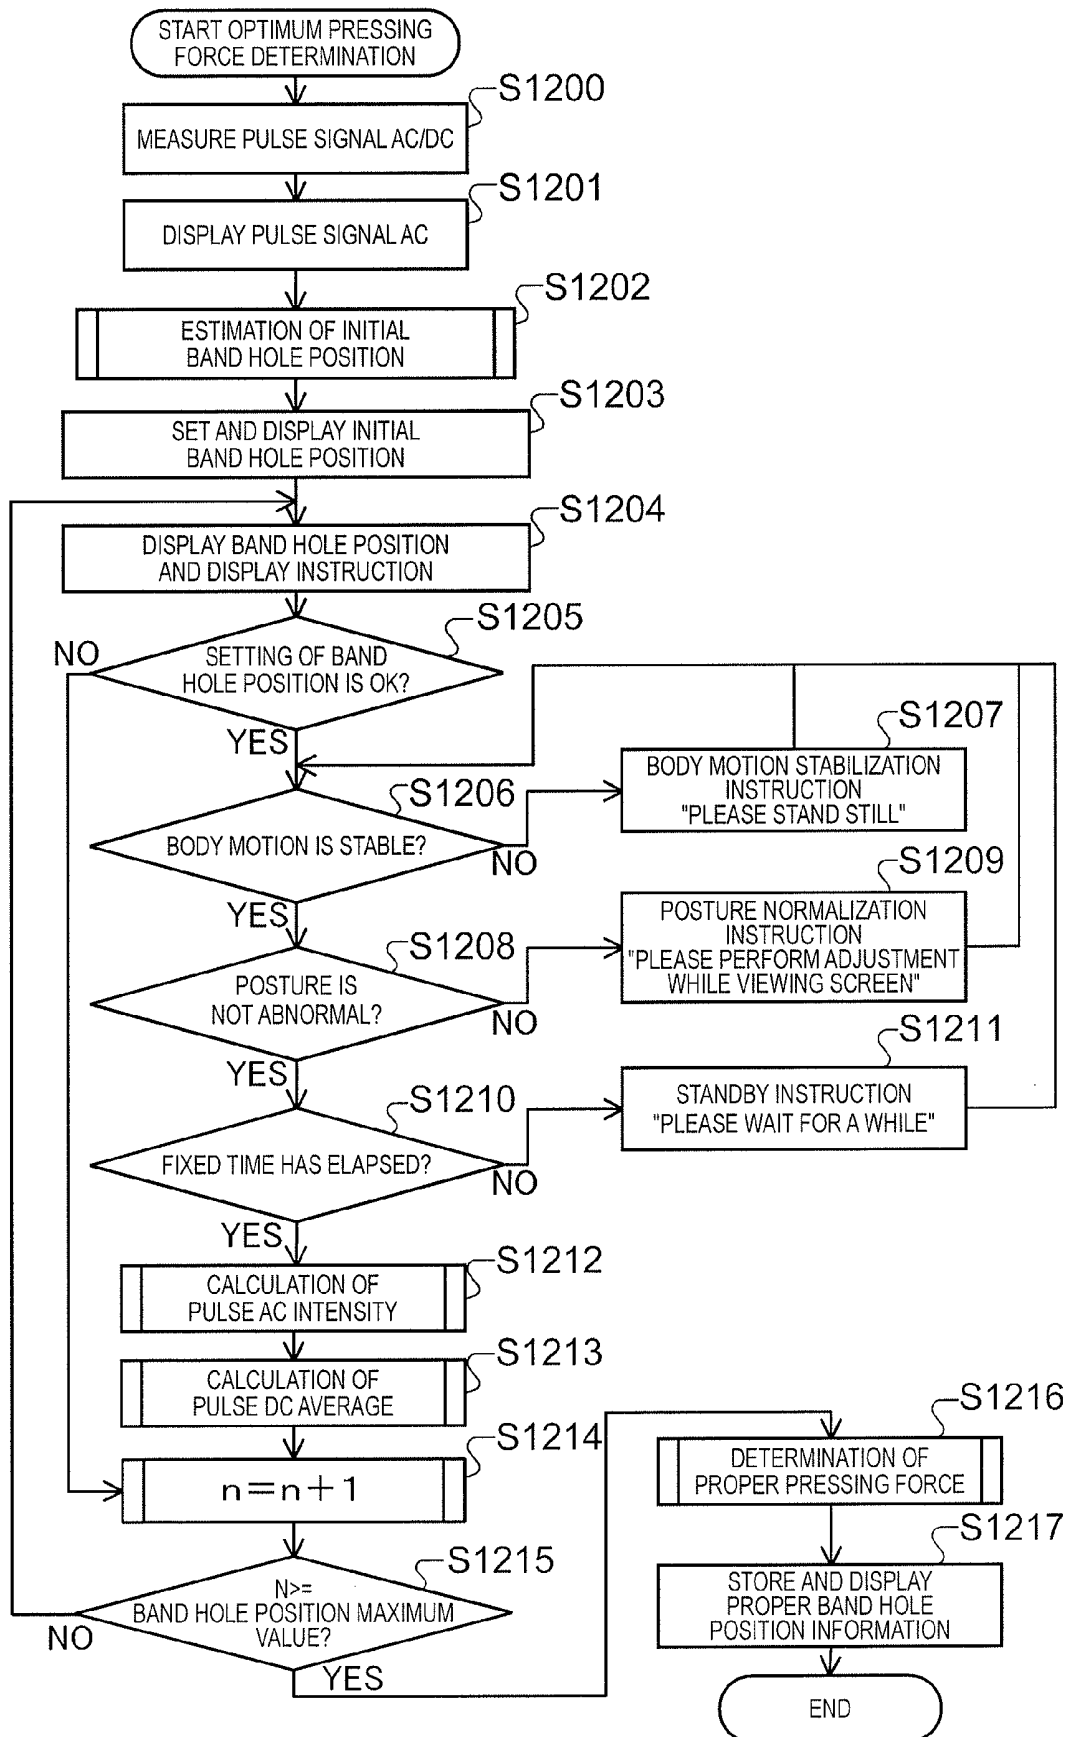 START OPTIMUM PRESSING
FORCE DETERMINATION
S1200
MEASURE PULSE SIGNAL AC/DC
S1201
DISPLAY PULSE SIGNAL AC
S1202
ESTIMATION OF INITIAL
BAND HOLE POSITION
S1203
SET AND DISPLAY INITIAL
BAND HOLE POSITION
S1204
DISPLAY BAND HOLE POSITION
AND DISPLAY INSTRUCTION
S1205
NO
SETTING OF BAND
HOLE POSITION IS OK?
YES
S1207
BODY MOTION STABILIZATION
INSTRUCTION
"PLEASE STAND STILL"
S1206
BODY MOTION IS STABLE?
NO
YES
S1209
POSTURE NORMALIZATION
INSTRUCTION
"PLEASE PERFORM ADJUSTMENT
WHILE VIEWING SCREEN"
S1208
POSTURE IS
NOT ABNORMAL?
NO
YES
S1211
STANDBY INSTRUCTION
"PLEASE WAIT FOR A WHILE"
S1210
FIXED TIME HAS ELAPSED?
NO
YES
S1212
CALCULATION OF
PULSE AC INTENSITY
S1213
CALCULATION OF
PULSE DC AVERAGE
S1214
n=n+1
S1215
N>=
BAND HOLE POSITION MAXIMUM
VALUE?
NO
YES
S1216
DETERMINATION OF
PROPER PRESSING FORCE
S1217
STORE AND DISPLAY
PROPER BAND HOLE
POSITION INFORMATION
END